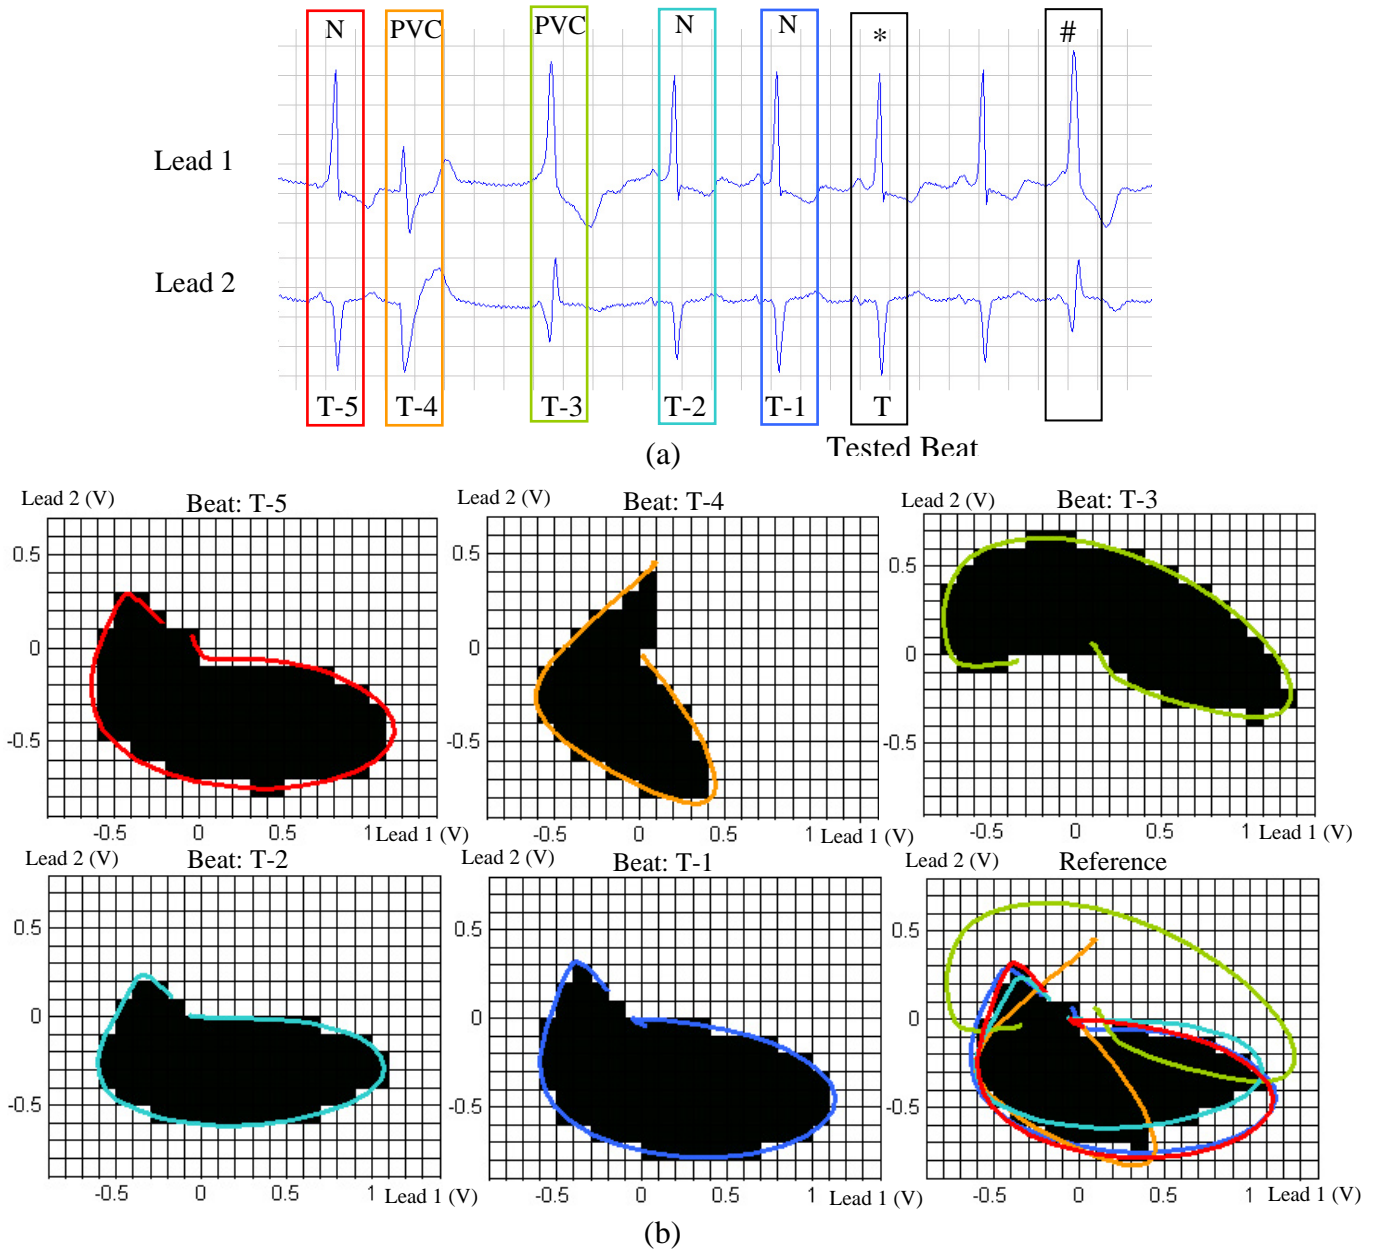 N PVC PVC N N * #
Lead 1
Lead 2
T-5 T-4 T-3 T-2 T-1 T
Tested Beat
(a)
Lead 2 (V) Beat: T-5 Lead 2 (V) Beat: T-4 Lead 2 (V) Beat: T-3
0.5 0.5 0.5
0 0 0
-0.5 -0.5 -0.5
-0.5 0 0.5 1 Lead 1 (V) -0.5 0 0.5 1 Lead 1 (V) -0.5 0 0.5 1 Lead 1 (V)
Lead 2 (V) Beat: T-2 Lead 2 (V) Beat: T-1 Lead 2 (V) Reference
0.5 0.5 0.5
0 0 0
-0.5 -0.5 -0.5
-0.5 0 0.5 1 Lead 1 (V) -0.5 0 0.5 1 Lead 1 (V) -0.5 0 0.5 1 Lead 1 (V)
(b)